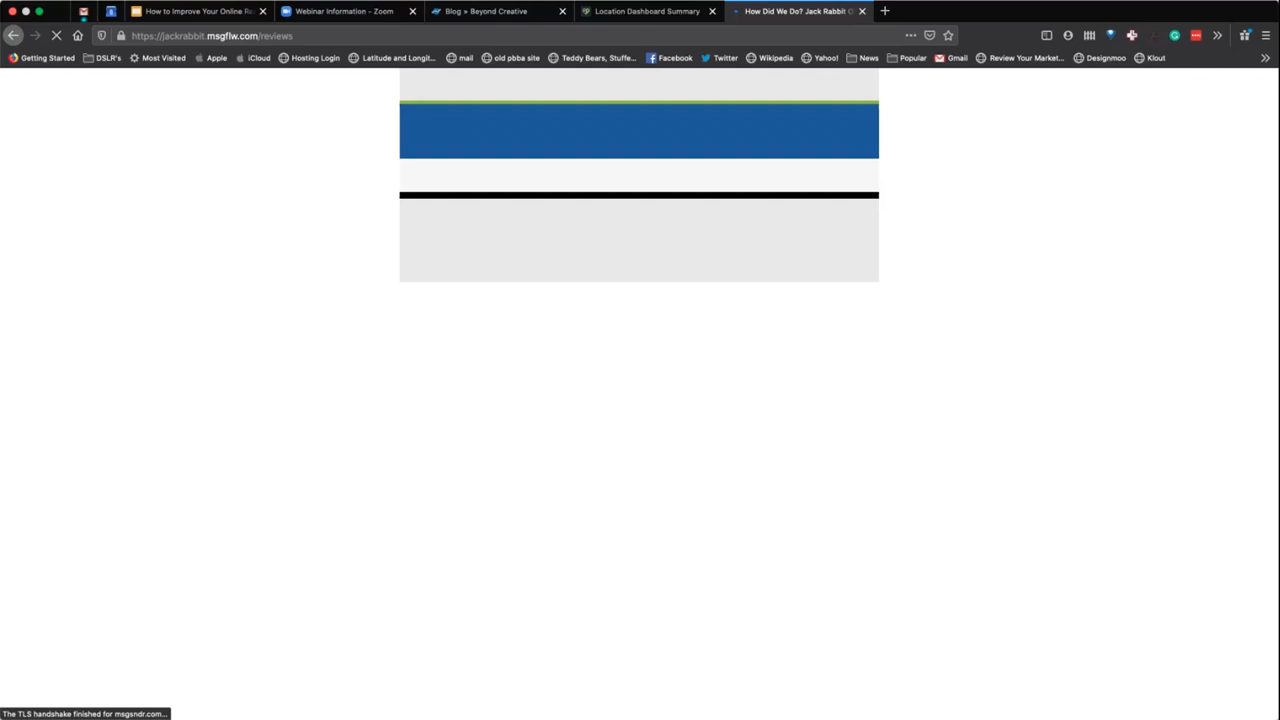 How to Improve Your Online Re
Webinar Information - Zoom
Blog » Beyond Creative
Location Dashboard Summary
How Did We Do? Jack Rabbit
https://jackrabbit.msgflw.com/reviews
Getting Started
DSLR's
Most Visited
Apple
iCloud
Hosting Login
Latitude and Longit...
mail
old pbba site
Teddy Bears, Stuffe...
Facebook
Twitter
Wikipedia
Yahoo!
News
Popular
Gmail
Review Your Market...
Designmoo
Klout
The TLS handshake finished for msgsndr.com...